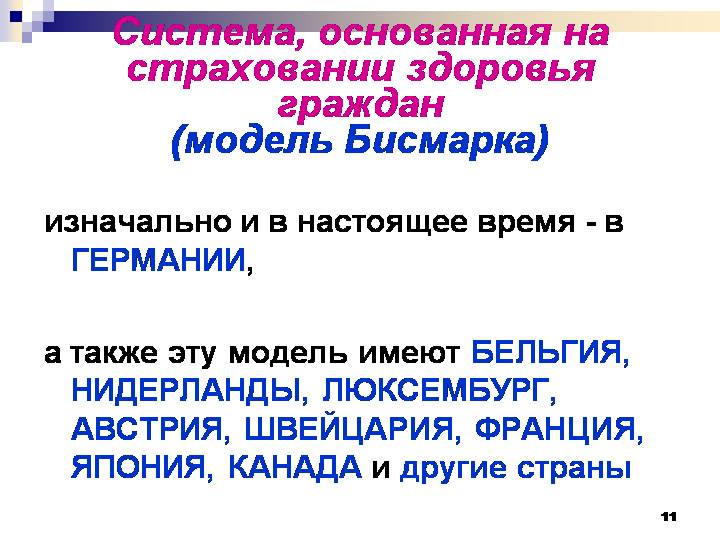 Система, основанная на
страховании здоровья
граждан
(модель Бисмарка)
изначально и в настоящее время - в
ГЕРМАНИИ,
а также эту модель имеют БЕЛЬГИЯ,
НИДЕРЛАНДЫ, ЛЮКСЕМБУРГ,
АВСТРИЯ, ШВЕЙЦАРИЯ, ФРАНЦИЯ,
ЯПОНИЯ, КАНАДА и другие страны
11